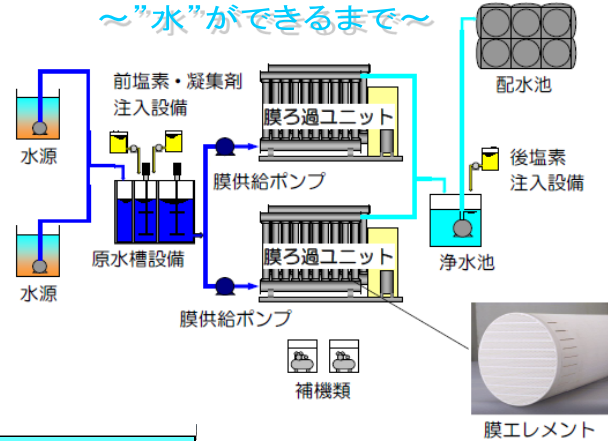 ～”水”ができるまで～
前塩素・凝集剤
注入設備
水源
原水槽設備
水源
膜ろ過ユニット
膜供給ポンプ
膜ろ過ユニット
膜供給ポンプ
補機類
配水池
後塩素
注入設備
浄水池
膜エレメント